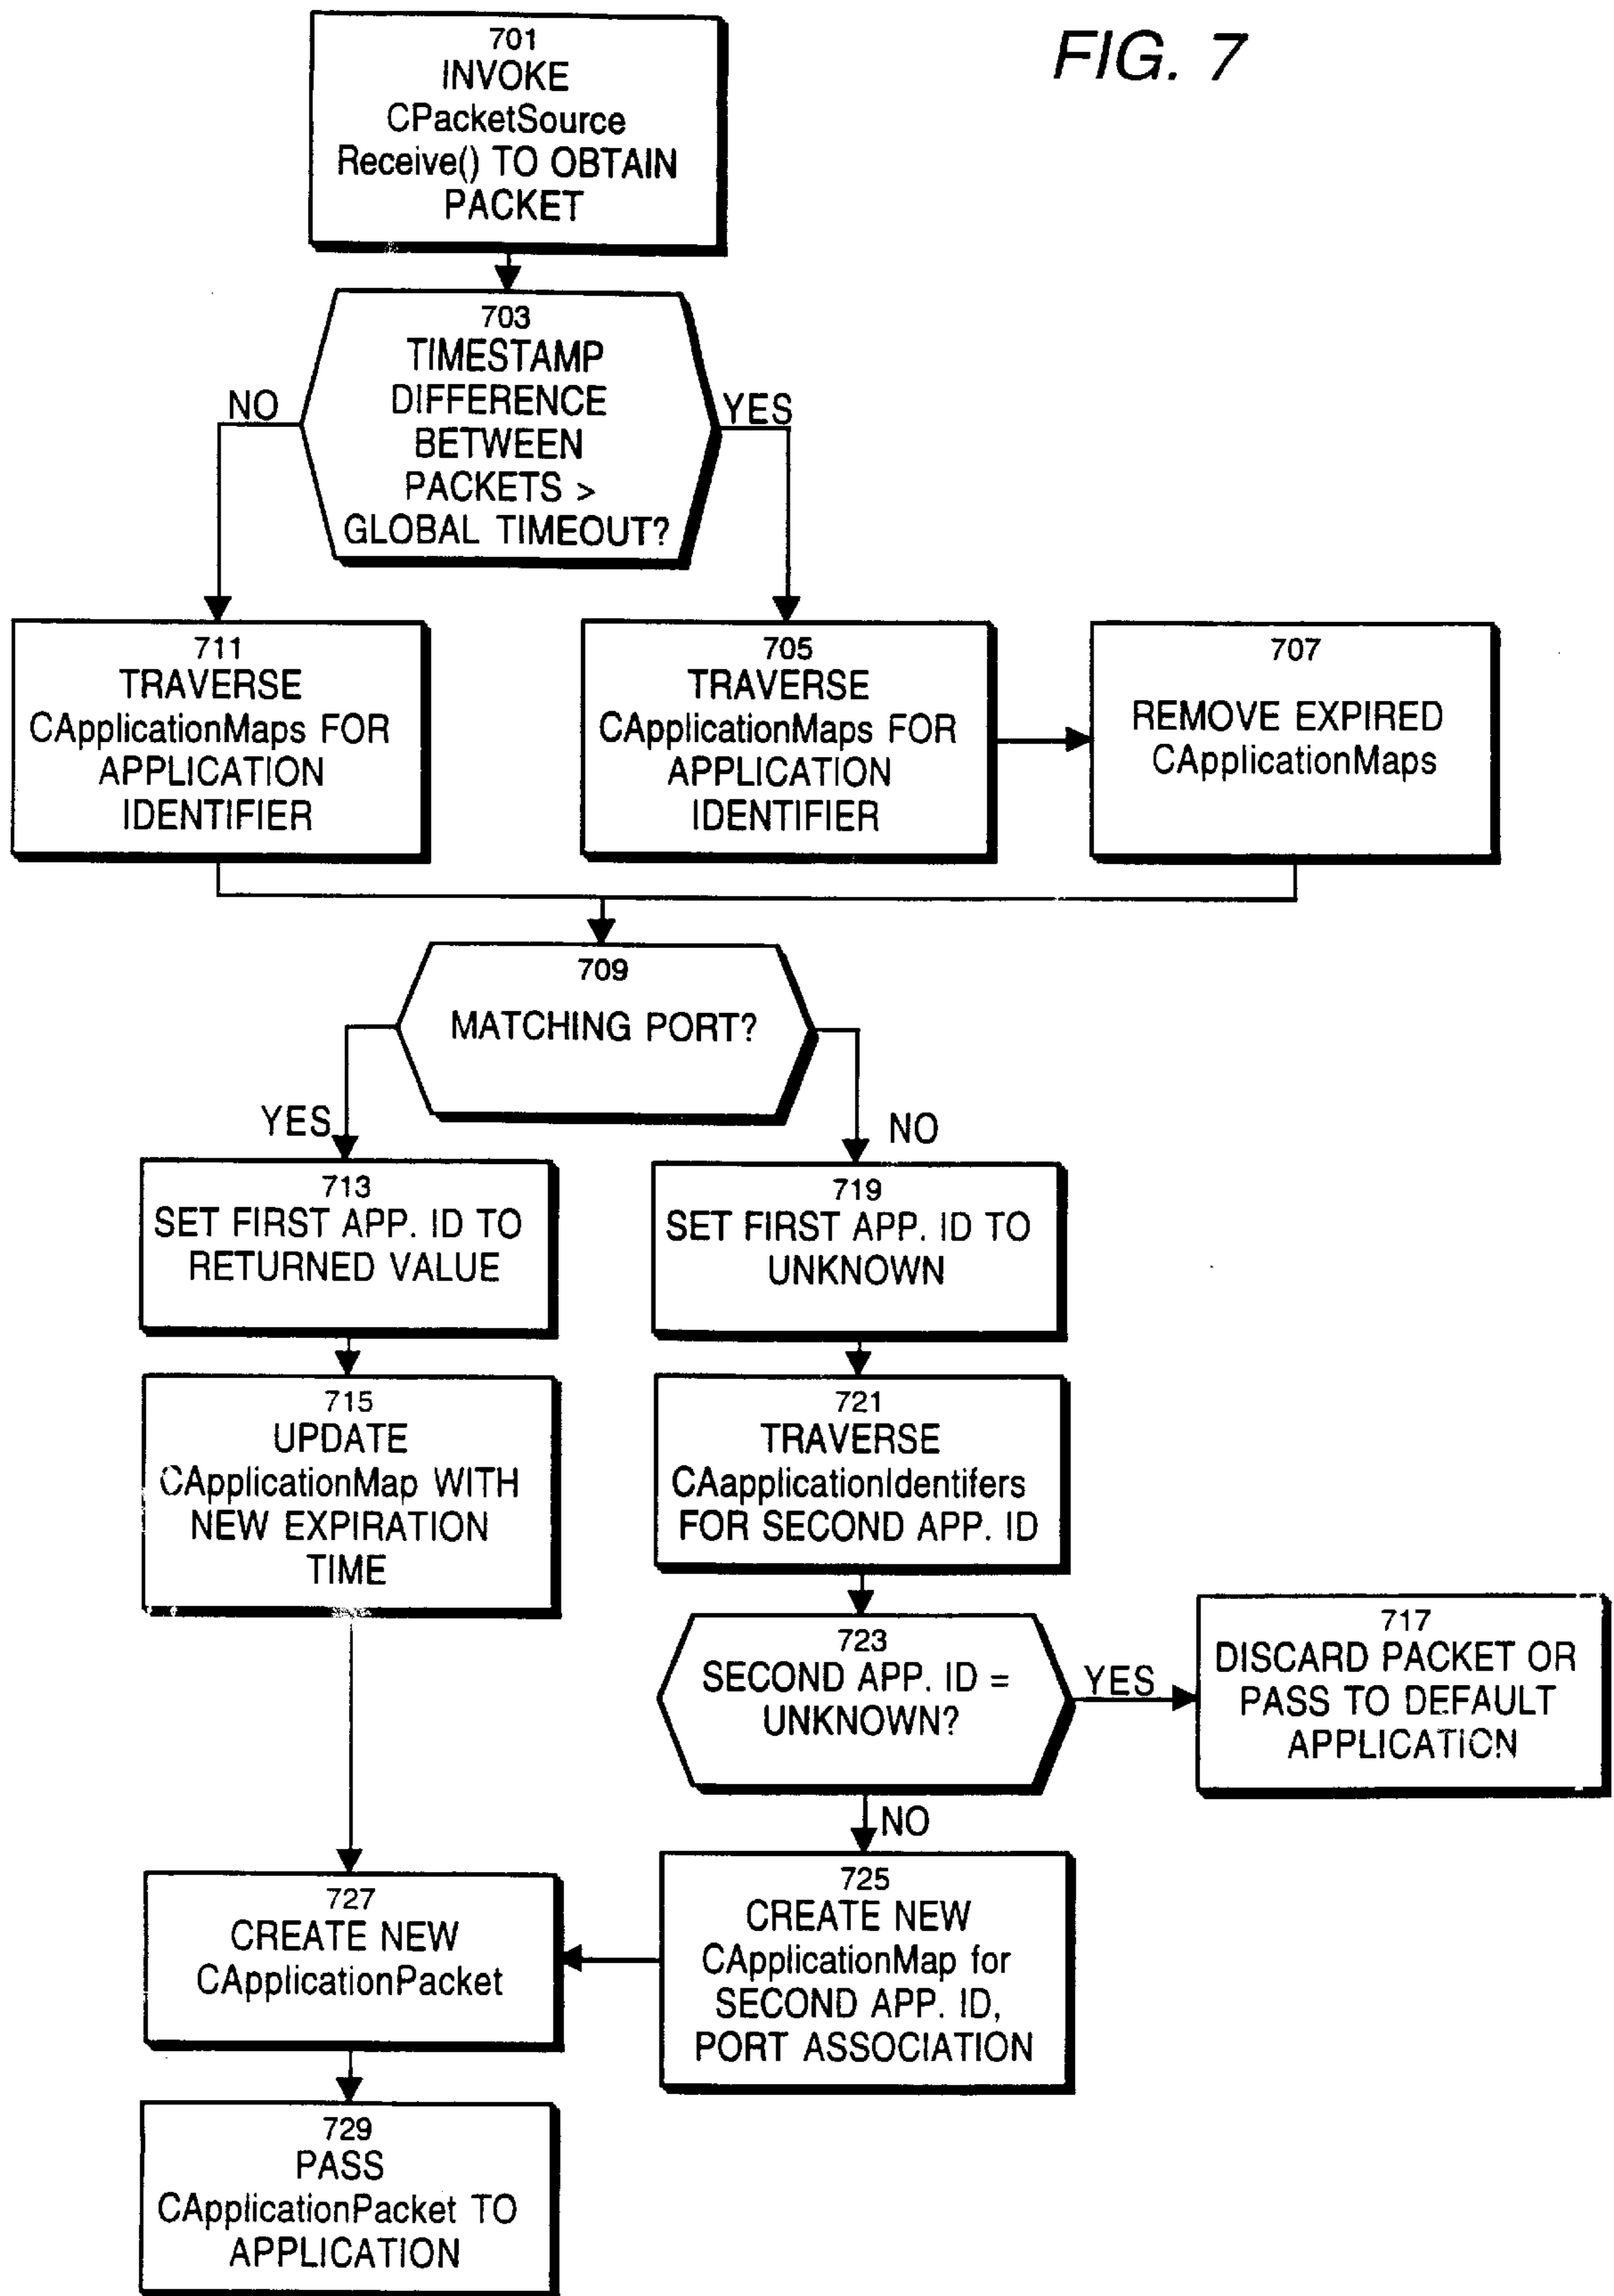 FIG. 7
701
INVOKE
CPacketSource
Receive() TO OBTAIN
PACKET
703
TIMESTAMP
DIFFERENCE
BETWEEN
PACKETS >
GLOBAL TIMEOUT?
NO
YES
711
TRAVERSE
CApplicationMaps FOR
APPLICATION
IDENTIFIER
705
TRAVERSE
CApplicationMaps FOR
APPLICATION
IDENTIFIER
707
REMOVE EXPIRED
CApplicationMaps
709
MATCHING PORT?
YES
NO
713
SET FIRST APP. ID TO
RETURNED VALUE
719
SET FIRST APP. ID TO
UNKNOWN
715
UPDATE
CApplicationMap WITH
NEW EXPIRATION
TIME
721
TRAVERSE
CAapplicationIdentifers
FOR SECOND APP. ID
723
SECOND APP. ID =
UNKNOWN?
YES
717
DISCARD PACKET OR
PASS TO DEFAULT
APPLICATION
NO
727
CREATE NEW
CApplicationPacket
725
CREATE NEW
CApplicationMap for
SECOND APP. ID,
PORT ASSOCIATION
729
PASS
CApplicationPacket TO
APPLICATION